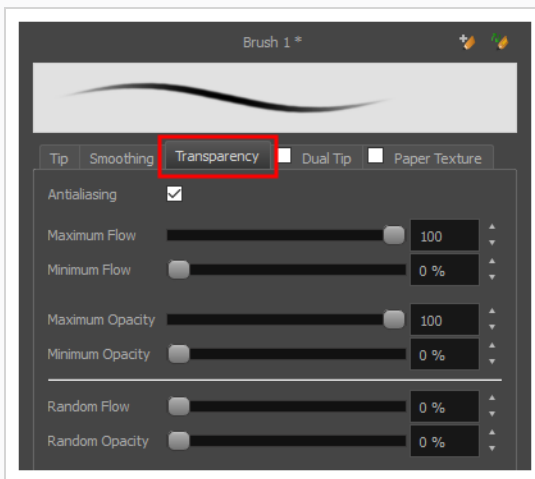 Brush 1 *
Tip Smoothing Transparency Dual Tip Paper Texture
Antialiasing
Maximum Flow 100
Minimum Flow 0 %
Maximum Opacity 100
Minimum Opacity 0 %
Random Flow 0 %
Random Opacity 0 %